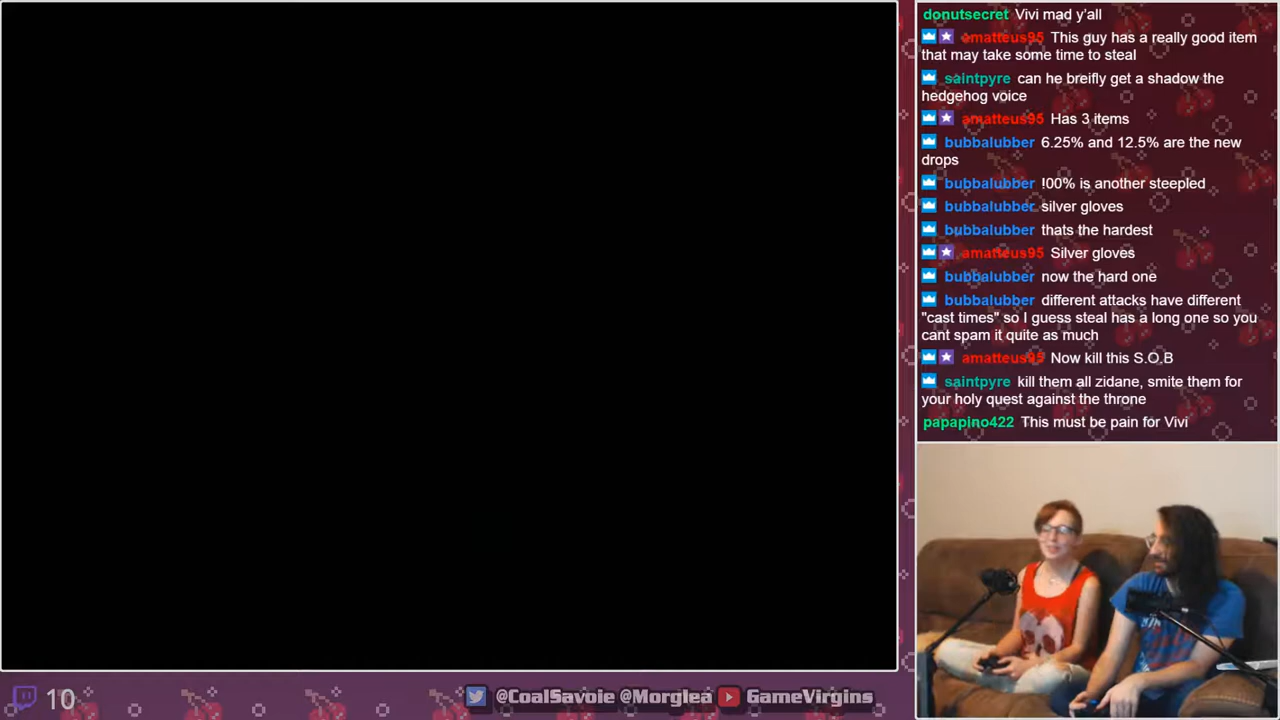 donutsecret Vivi mad y'all
amatteus95 This guy has a really good item
that may take some time to steal
saintpyre can he breifly get a shadow the
hedgehog voice
amatteus95 Has 3 items
bubbalubber 6.25% and 12.5% are the new
drops
bubbalubber !00% is another steepled
bubbalubber silver gloves
bubbalubber thats the hardest
amatteus95 Silver gloves
bubbalubber now the hard one
bubbalubber different attacks have different
"cast times" so I guess steal has a long one so you
cant spam it quite as much
amatteus95 Now kill this S.O.B
saintpyre kill them all zidane, smite them for
your holy quest against the throne
papapino422 This must be pain for Vivi
10
@CoalSavoie @Morglea GameVirgins